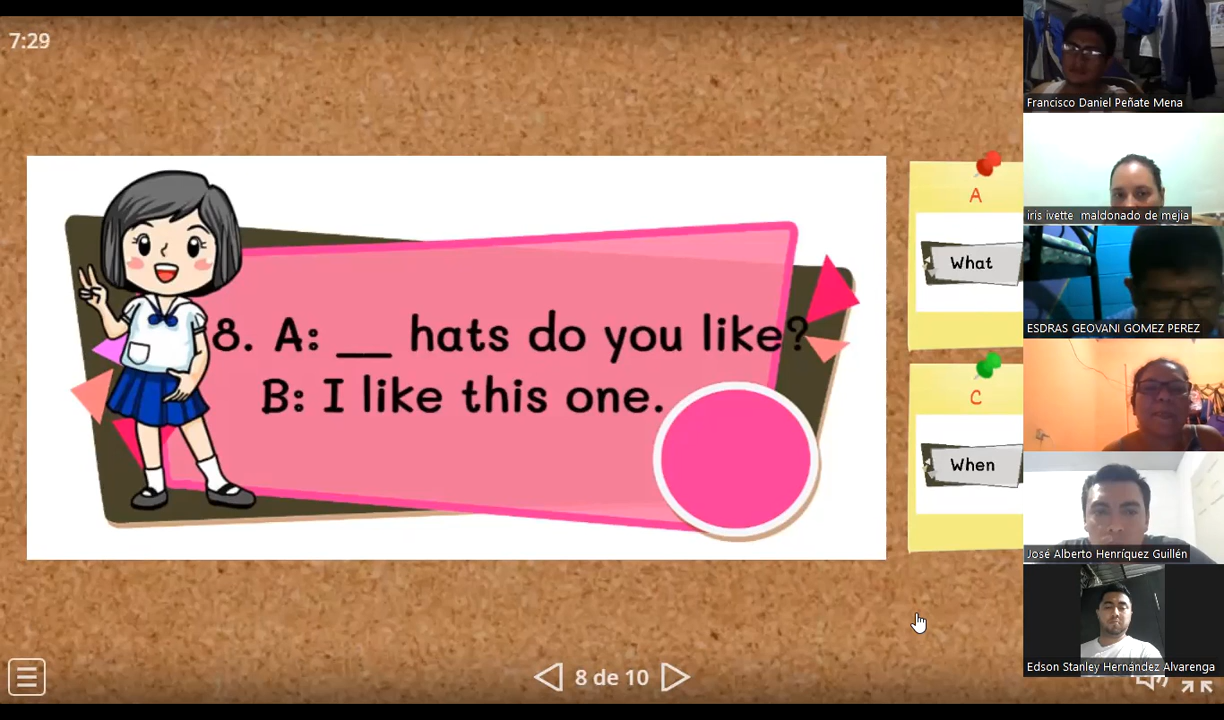 7:29
8. A: __ hats do you like?
B: I like this one.
A
What
C
When
8 de 10
Francisco Daniel Peñate Mena
iris ivette maldonado de mejia
ESDRAS GEOVANI GOMEZ PEREZ
José Alberto Henríquez Guillén
Edson Stanley Hernández Alvarenga